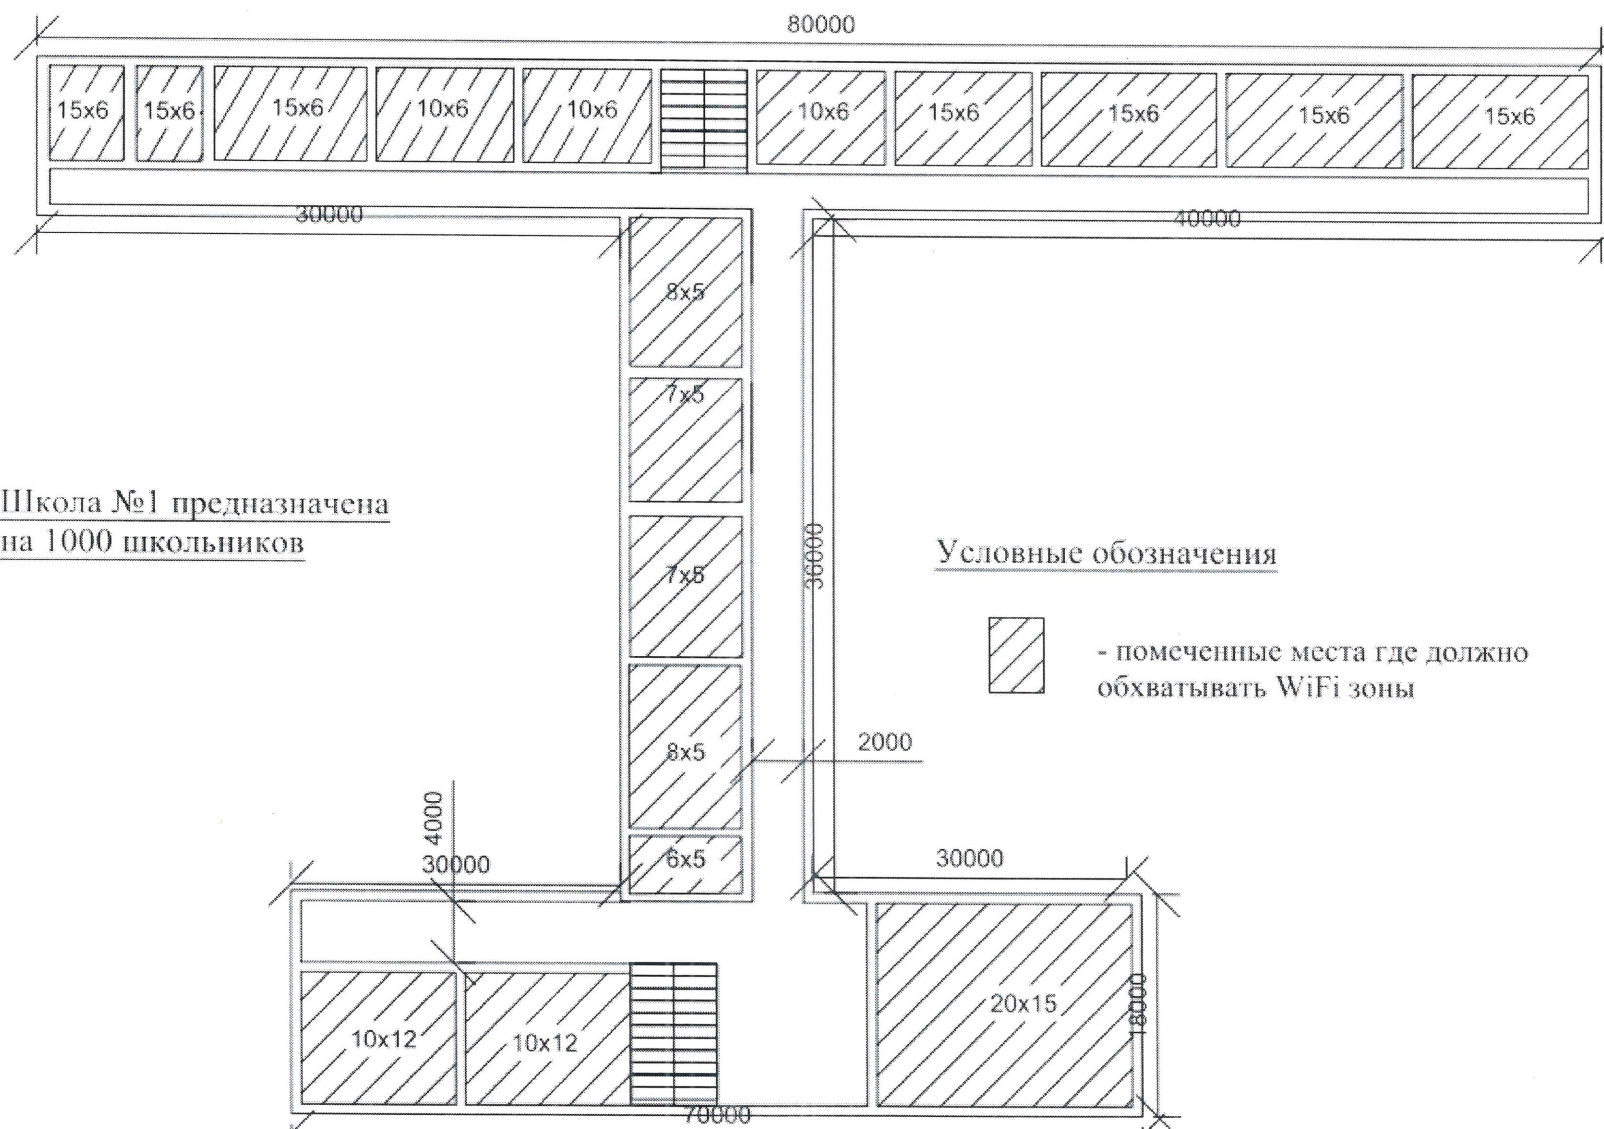 80000
15x6 15x6 15x6 10x6 10x6 10x6 15x6 15x6 15x6 15x6
30000 40000
8x5
7x5
Школа №1 предназначена
на 1000 школьников
36000
Условные обозначения
7x5
- помеченные места где должно
обхватывать WiFi зоны
8x5
2000
4000
30000
6x5
30000
20x15
18000
10x12 10x12
70000